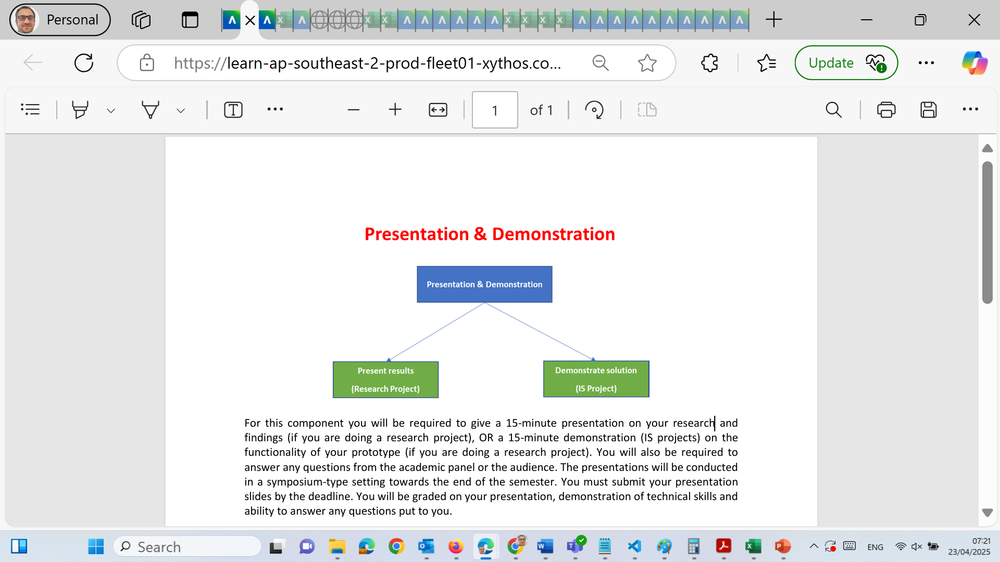 Personal
https://learn-ap-southeast-2-prod-fleet01-xythos.co...
Update
1 of 1
Presentation & Demonstration
Presentation & Demonstration
Present results
(Research Project)
Demonstrate solution
(IS Project)
For this component you will be required to give a 15-minute presentation on your research and
findings (if you are doing a research project), OR a 15-minute demonstration (IS projects) on the
functionality of your prototype (if you are doing a research project). You will also be required to
answer any questions from the academic panel or the audience. The presentations will be conducted
in a symposium-type setting towards the end of the semester. You must submit your presentation
slides by the deadline. You will be graded on your presentation, demonstration of technical skills and
ability to answer any questions put to you.
Search
ENG
07:21
23/04/2025